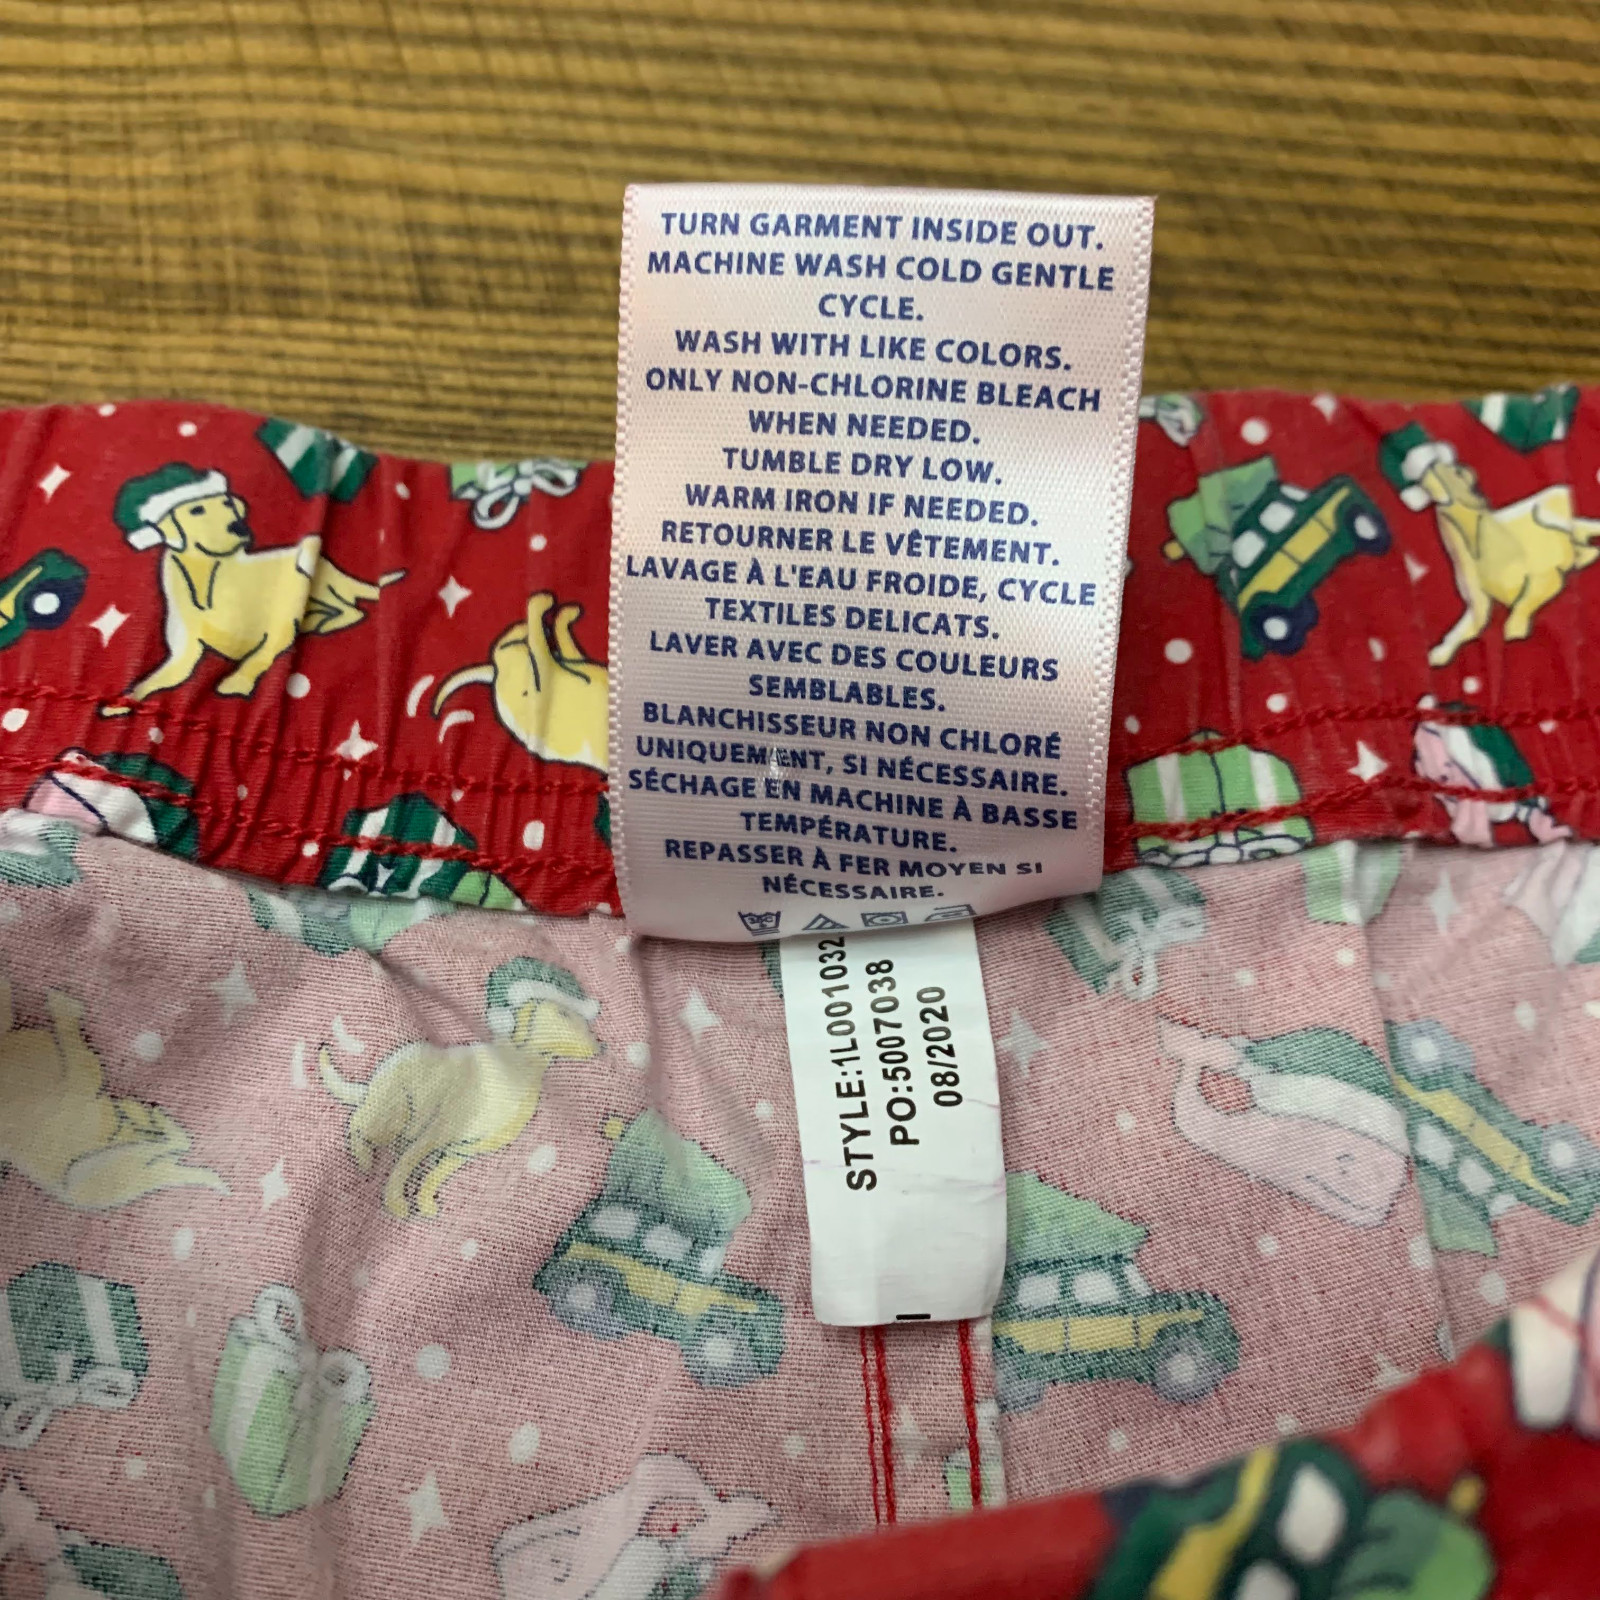 TURN GARMENT INSIDE OUT.
MACHINE WASH COLD GENTLE
CYCLE.
WASH WITH LIKE COLORS.
ONLY NON-CHLORINE BLEACH
WHEN NEEDED.
TUMBLE DRY LOW.
WARM IRON IF NEEDED.
RETOURNER LE VÊTEMENT.
LAVAGE À L'EAU FROIDE, CYCLE
TEXTILES DELICATS.
LAVER AVEC DES COULEURS
SEMBLABLES.
BLANCHISSEUR NON CHLORÉ
UNIQUEMENT, SI NÉCESSAIRE.
SÉCHAGE EN MACHINE À BASSE
TEMPÉRATURE.
REPASSER À FER MOYEN SI
NÉCESSAIRE.
STYLE:1L001032
PO:5007038
08/2020